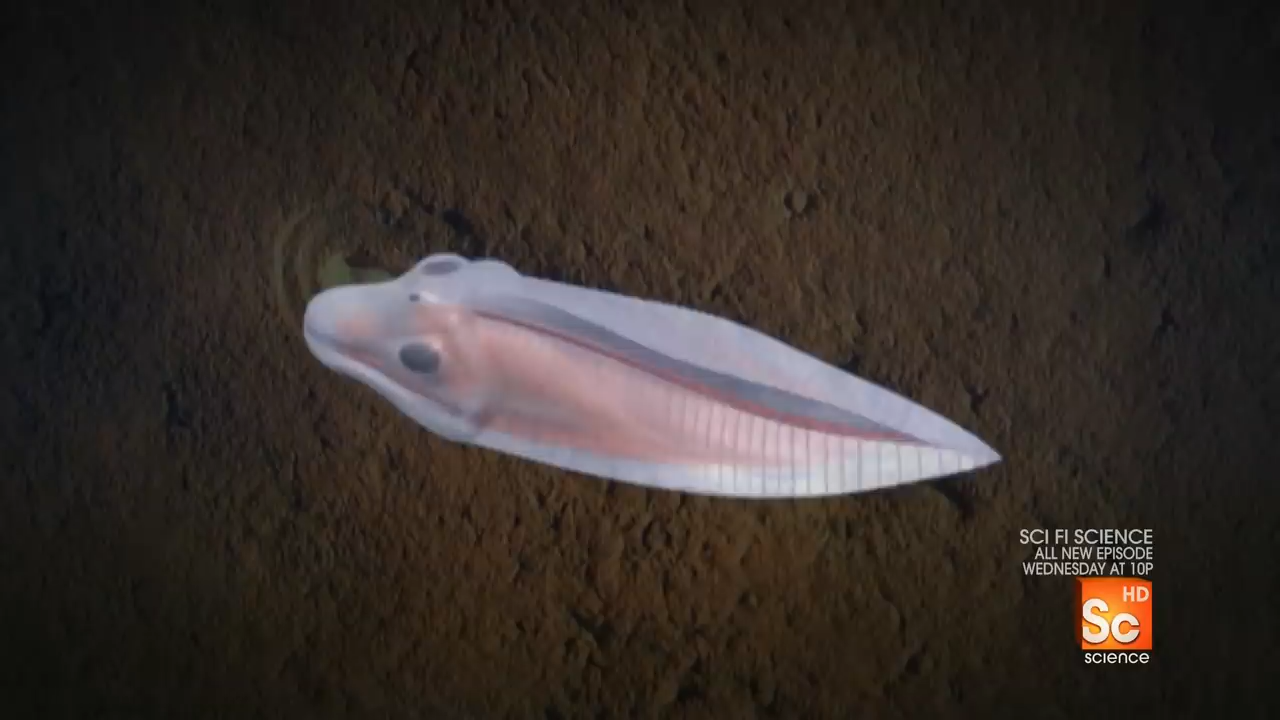 SCI FI SCIENCE
ALL NEW EPISODE
WEDNESDAY AT 10P
HD
Sc
science